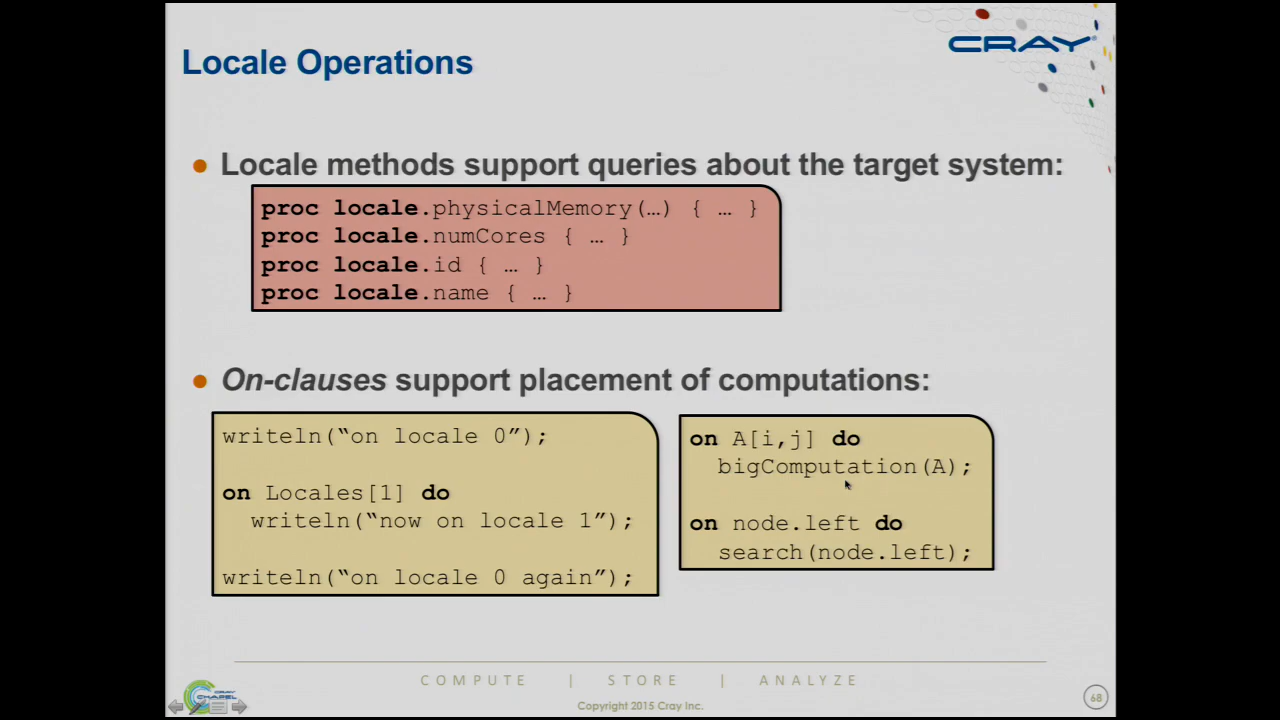 CRAY
Locale Operations
● Locale methods support queries about the target system:
proc locale.physicalMemory(…) { … }
proc locale.numCores { … }
proc locale.id { … }
proc locale.name { … }
● On-clauses support placement of computations:
writeln(“on locale 0”);
on Locales[1] do
writeln(“now on locale 1”);
writeln(“on locale 0 again”);
on A[i,j] do
bigComputation(A);
on node.left do
search(node.left);
COMPUTE | STORE | ANALYZE
Copyright 2015 Cray Inc.
CRAY
CHAPEL
68